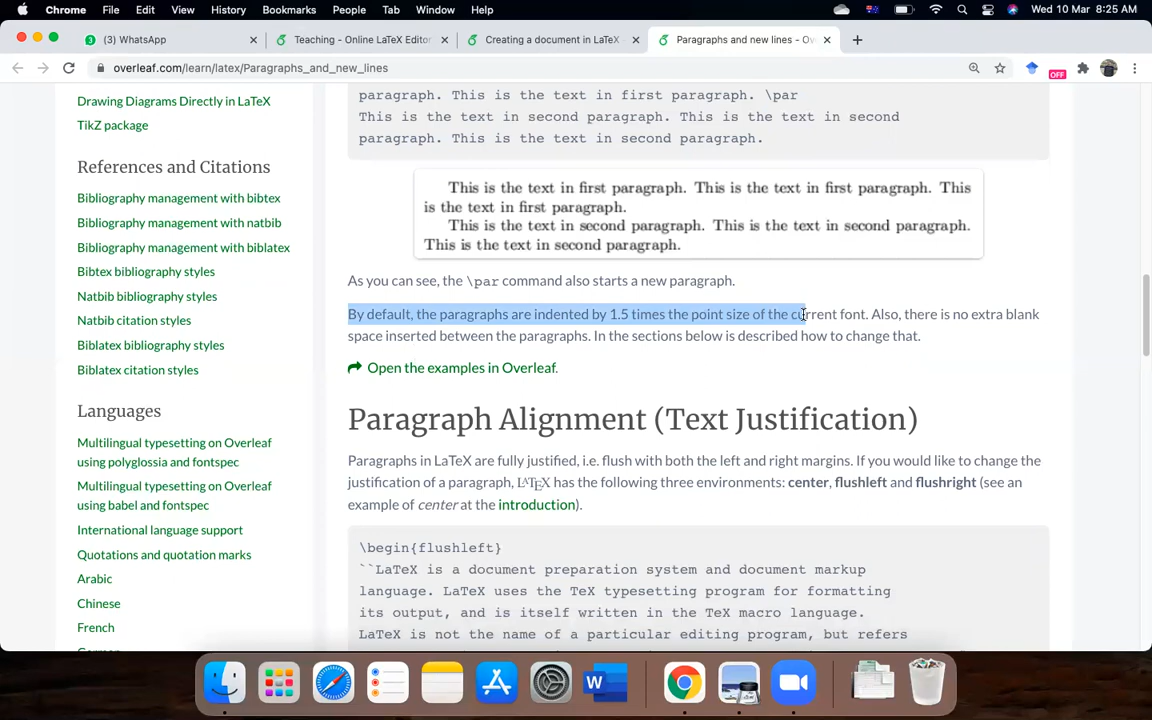 Chrome File Edit View History Bookmarks People Tab Window Help Wed 10 Mar 8:25 AM
(3) WhatsApp
Teaching - Online LaTeX Editor
Creating a document in LaTeX -
Paragraphs and new lines - Ov
overleaf.com/learn/latex/Paragraphs_and_new_lines
OFF
Drawing Diagrams Directly in LaTeX
TikZ package
References and Citations
Bibliography management with bibtex
Bibliography management with natbib
Bibliography management with biblatex
Bibtex bibliography styles
Natbib bibliography styles
Natbib citation styles
Biblatex bibliography styles
Biblatex citation styles
Languages
Multilingual typesetting on Overleaf
using polyglossia and fontspec
Multilingual typesetting on Overleaf
using babel and fontspec
International language support
Quotations and quotation marks
Arabic
Chinese
French
paragraph. This is the text in first paragraph. \par
This is the text in second paragraph. This is the text in second
paragraph. This is the text in second paragraph.
This is the text in first paragraph. This is the text in first paragraph. This
is the text in first paragraph.
This is the text in second paragraph. This is the text in second paragraph.
This is the text in second paragraph.
As you can see, the \par command also starts a new paragraph.
By default, the paragraphs are indented by 1.5 times the point size of the current font. Also, there is no extra blank
space inserted between the paragraphs. In the sections below is described how to change that.
Open the examples in Overleaf.
Paragraph Alignment (Text Justification)
Paragraphs in LaTeX are fully justified, i.e. flush with both the left and right margins. If you would like to change the
justification of a paragraph, LATEX has the following three environments: center, flushleft and flushright (see an
example of center at the introduction).
\begin{flushleft}
``LaTeX is a document preparation system and document markup
language. LaTeX uses the TeX typesetting program for formatting
its output, and is itself written in the TeX macro language.
LaTeX is not the name of a particular editing program, but refers
W